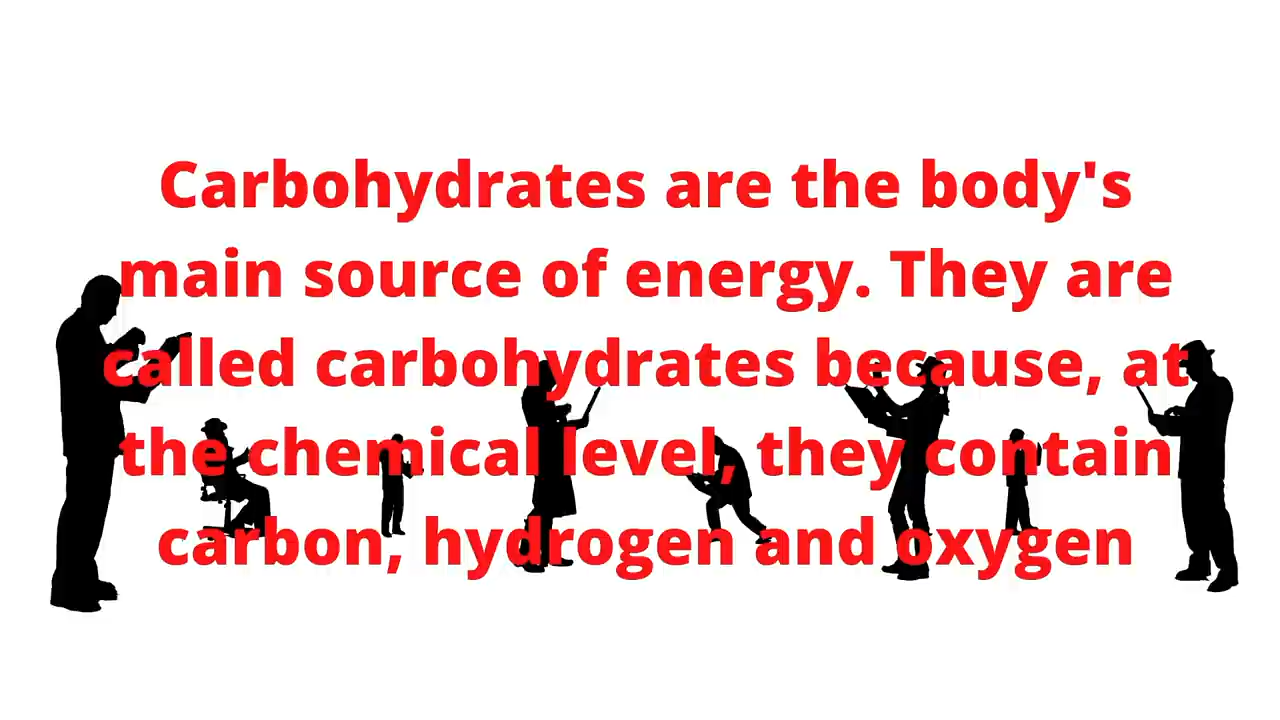 Carbohydrates are the body's
main source of energy. They are
called carbohydrates because, at
the chemical level, they contain
carbon, hydrogen and oxygen